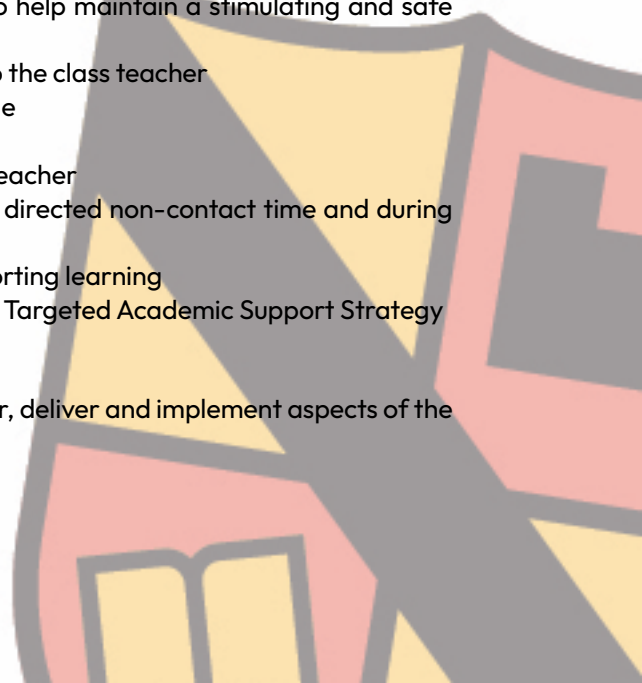 help maintain a stimulating and safe
the class teacher
eacher
directed non-contact time and during
orting learning
Targeted Academic Support Strategy
r, deliver and implement aspects of the